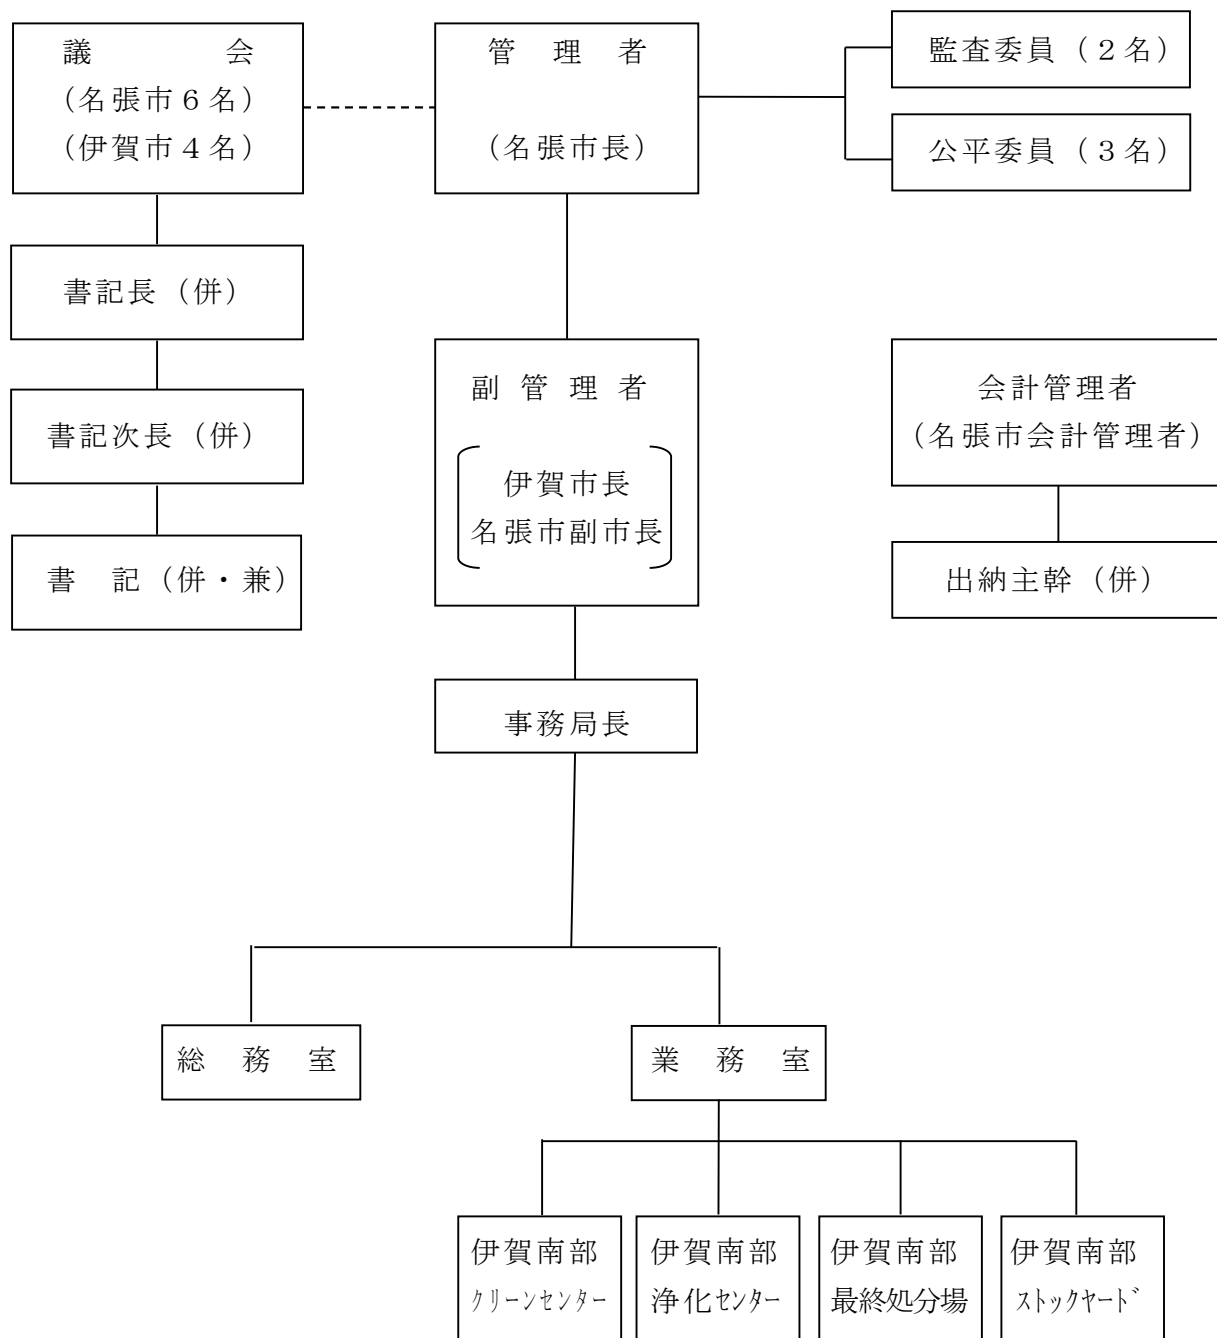 議　　　　会
(名張市６名)
(伊賀市４名)
管　理　者
(名張市長)
監査委員（２名）
公平委員（３名）
書記長（併）
書記次長（併）
書　記（併・兼）
副 管 理 者
伊賀市長
名張市副市長
会計管理者
(名張市会計管理者)
出納主幹（併）
事務局長
総　務　室
業　務　室
伊賀南部
ｸﾘｰﾝｾﾝﾀｰ
伊賀南部
浄化ｾﾝﾀｰ
伊賀南部
最終処分場
伊賀南部
ｽﾄｯｸﾔｰﾄﾞ